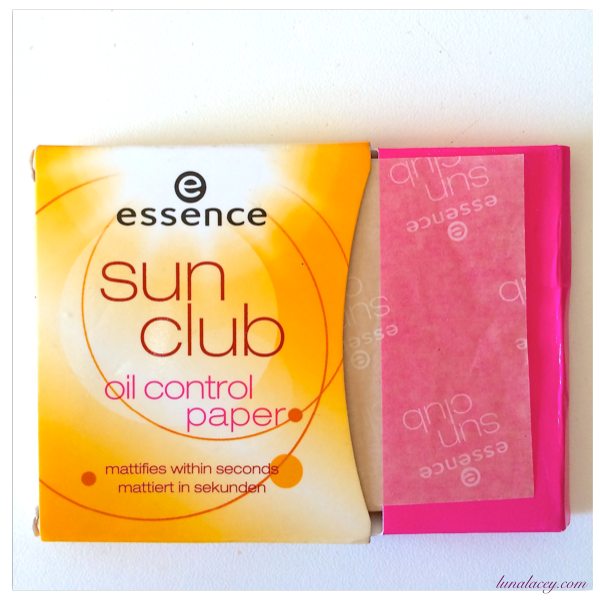 e
essence
sun
club
oil control
paper
mattifies within seconds
mattiert in sekunden
sun club
essence
e
essence
sun club
essence
e
lunalacey.com